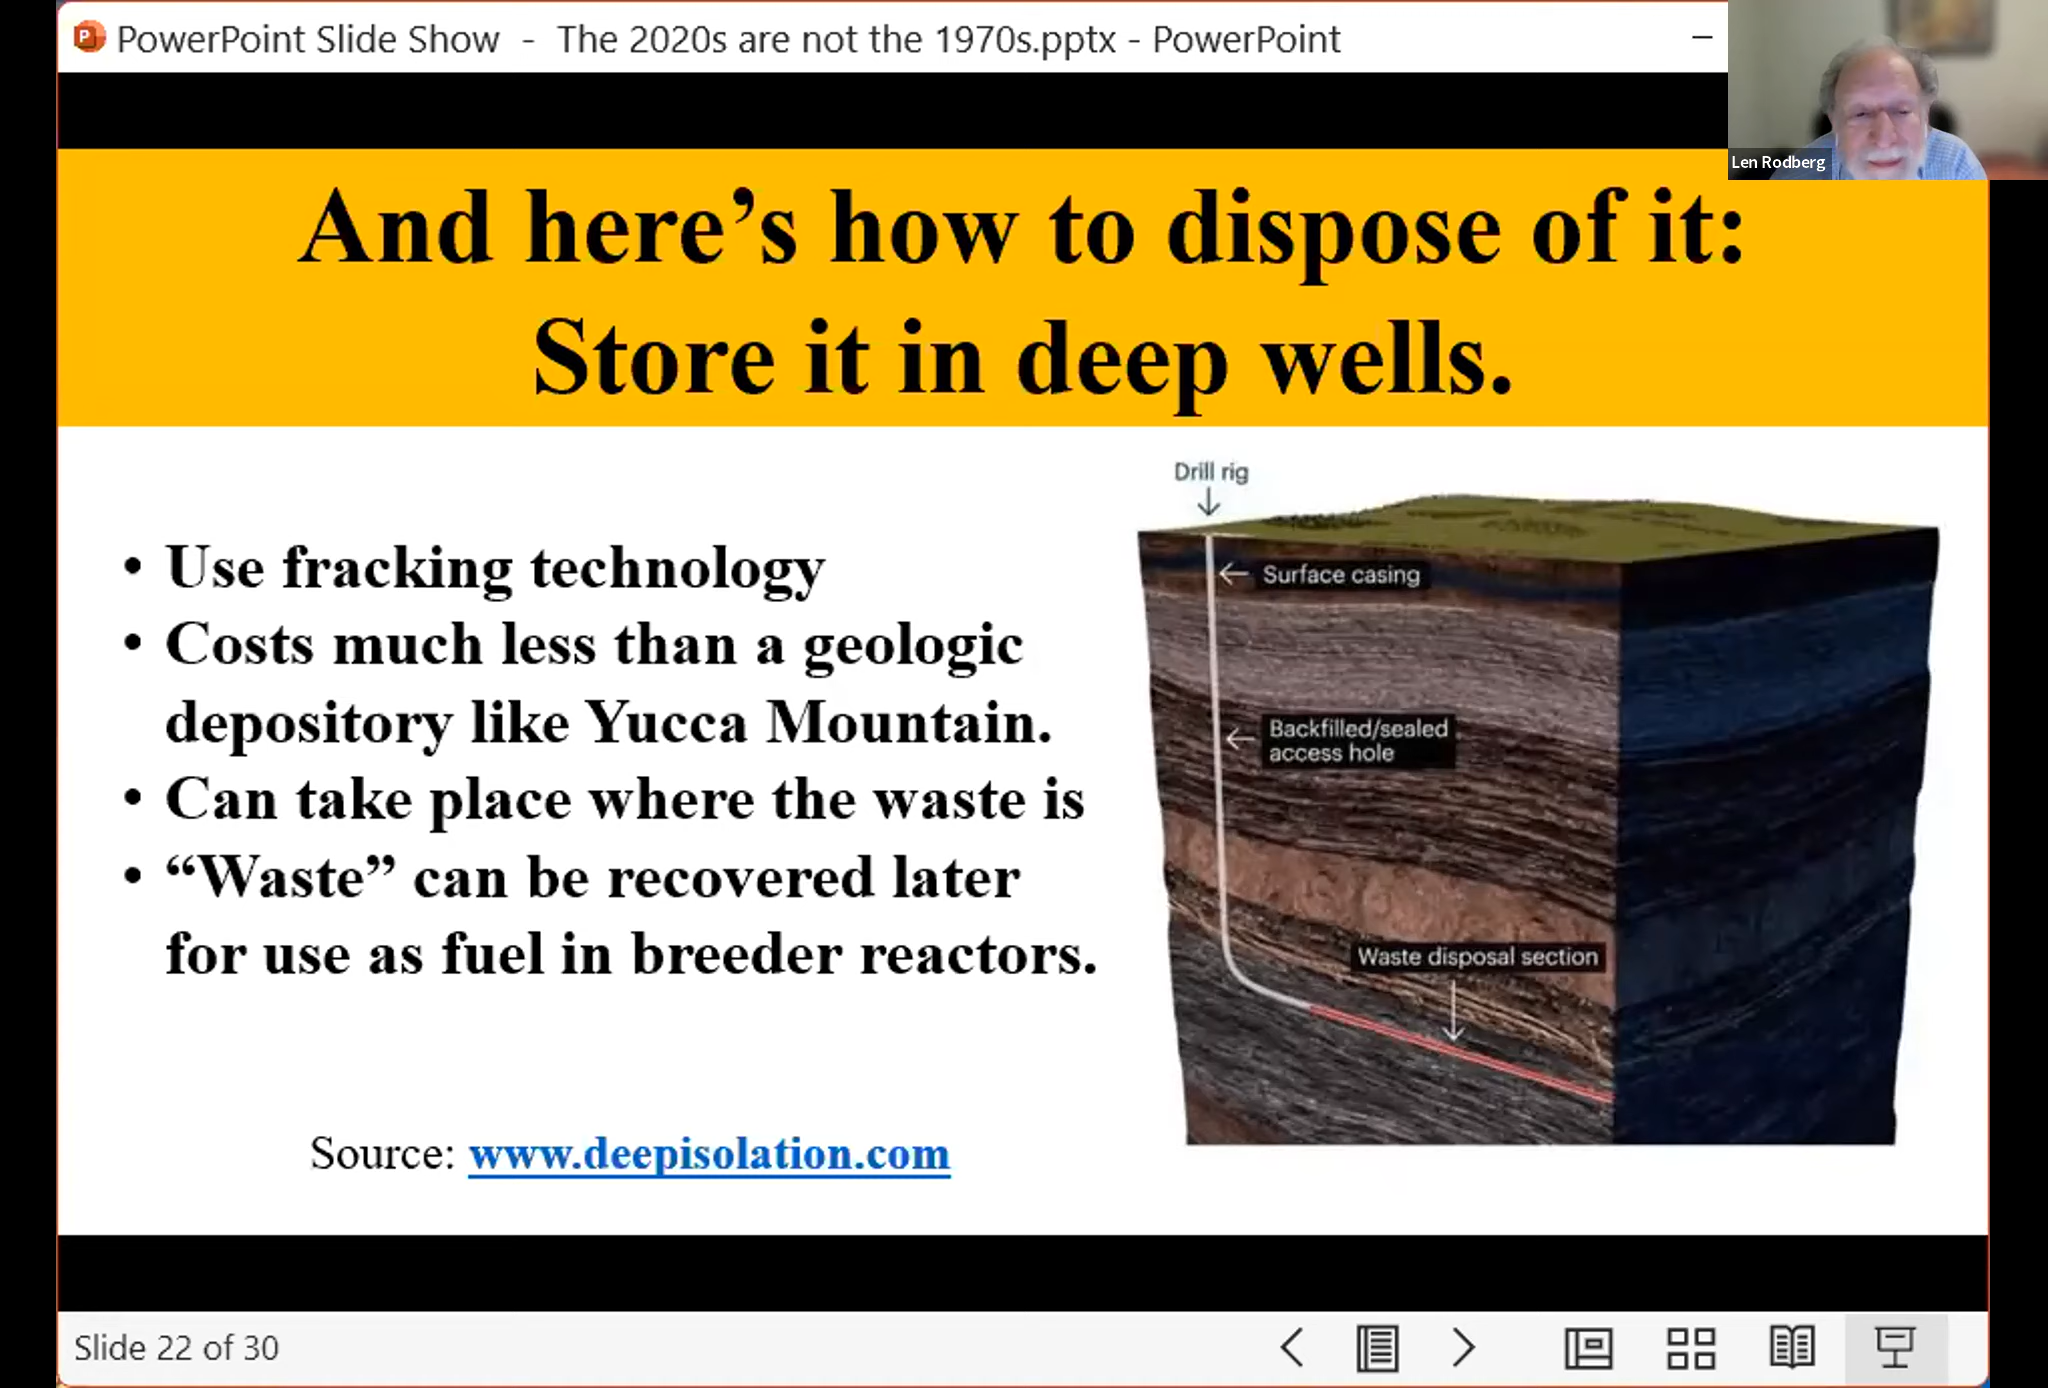 PowerPoint Slide Show - The 2020s are not the 1970s.pptx - PowerPoint
Len Rodberg
And here’s how to dispose of it:
Store it in deep wells.
• Use fracking technology
• Costs much less than a geologic
depository like Yucca Mountain.
• Can take place where the waste is
• “Waste” can be recovered later
for use as fuel in breeder reactors.
Source: www.deepisolation.com
Drill rig
Surface casing
Backfilled/sealed
access hole
Waste disposal section
Slide 22 of 30